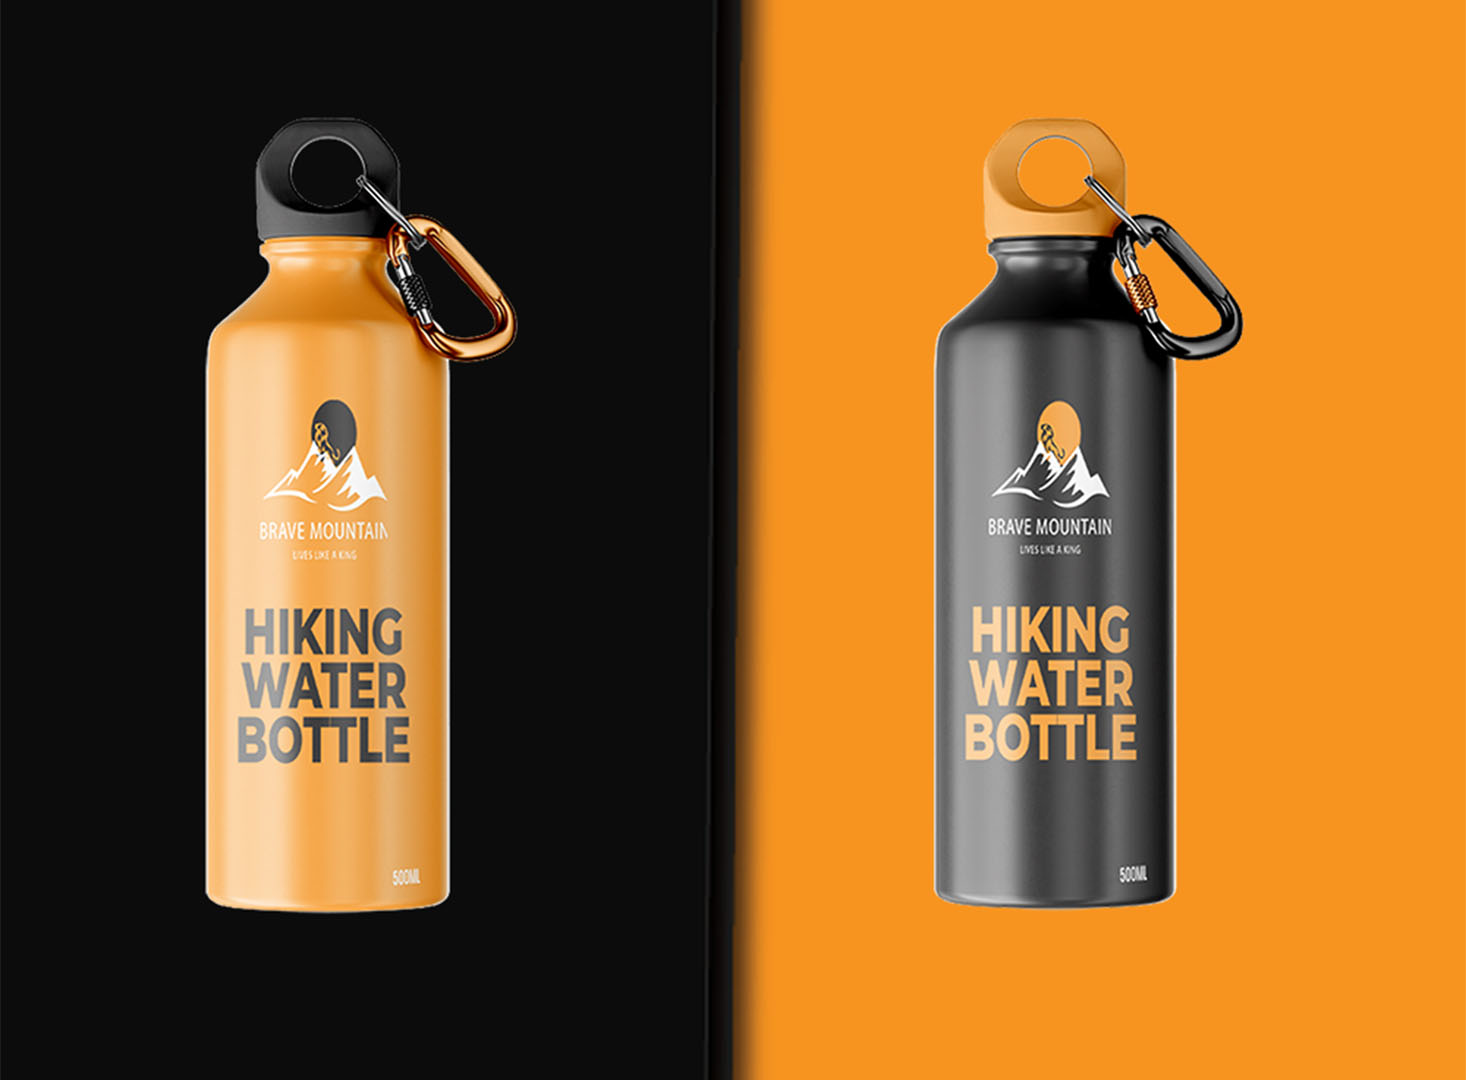 BRAVE MOUNTAIN
LIVES LIKE A KING
HIKING
WATER
BOTTLE
500ML
BRAVE MOUNTAIN
LIVES LIKE A KING
HIKING
WATER
BOTTLE
500ML